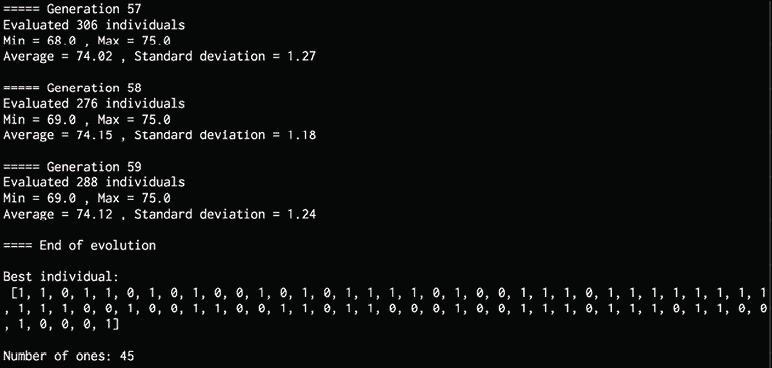 ===== Generation 57
Evaluated 306 individuals
Min = 68.0 , Max = 75.0
Average = 74.02 , Standard deviation = 1.27
===== Generation 58
Evaluated 276 individuals
Min = 69.0 , Max = 75.0
Average = 74.15 , Standard deviation = 1.18
===== Generation 59
Evaluated 288 individuals
Min = 69.0 , Max = 75.0
Average = 74.12 , Standard deviation = 1.24
==== End of evolution
Best individual:
[1, 1, 0, 1, 1, 0, 1, 0, 1, 0, 0, 1, 0, 1, 0, 1, 1, 1, 1, 0, 1, 0, 0, 1, 1, 1, 0, 1, 1, 1, 1, 1, 1, 1
, 1, 1, 1, 0, 0, 1, 0, 0, 1, 1, 0, 0, 1, 1, 0, 1, 1, 0, 0, 0, 1, 0, 0, 1, 1, 1, 0, 1, 1, 0, 1, 1, 0, 0
, 1, 0, 0, 0, 1]
Number of ones: 45